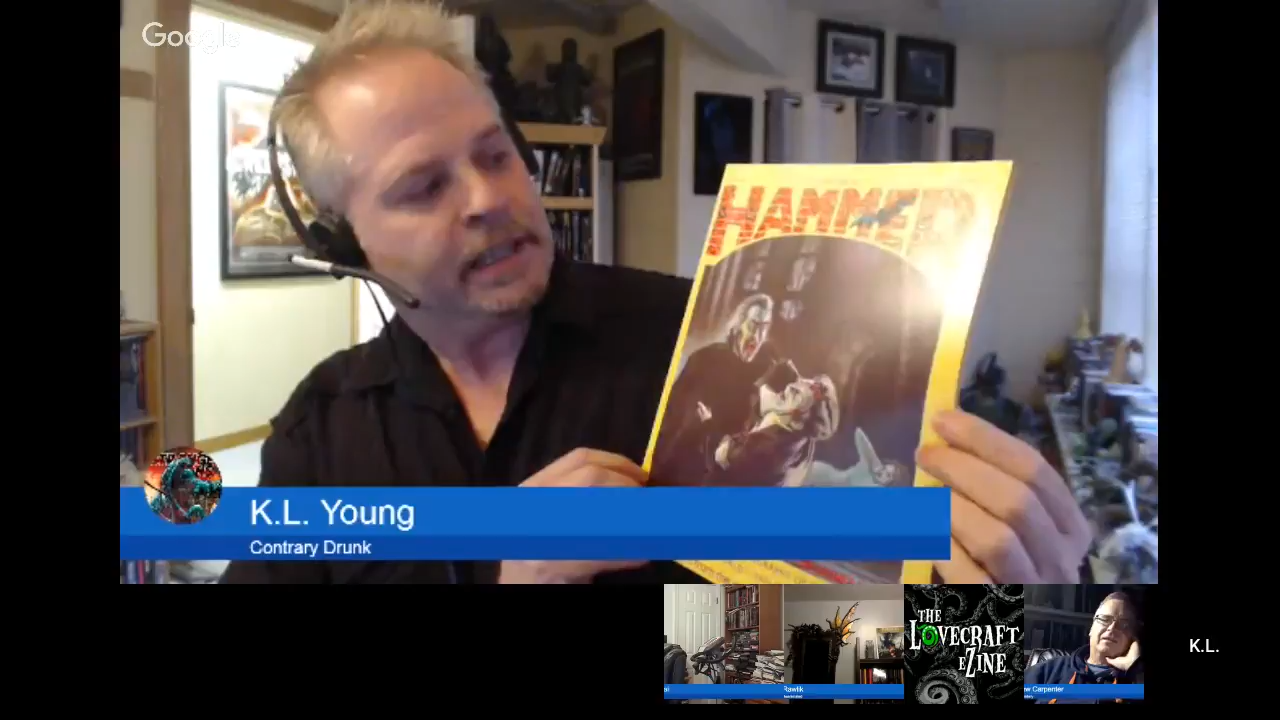 Google
HAMMER
K.L. Young
Contrary Drunk
THE
LOVECRAFT
eZINE
Rawlik
w Carpenter
K.L.